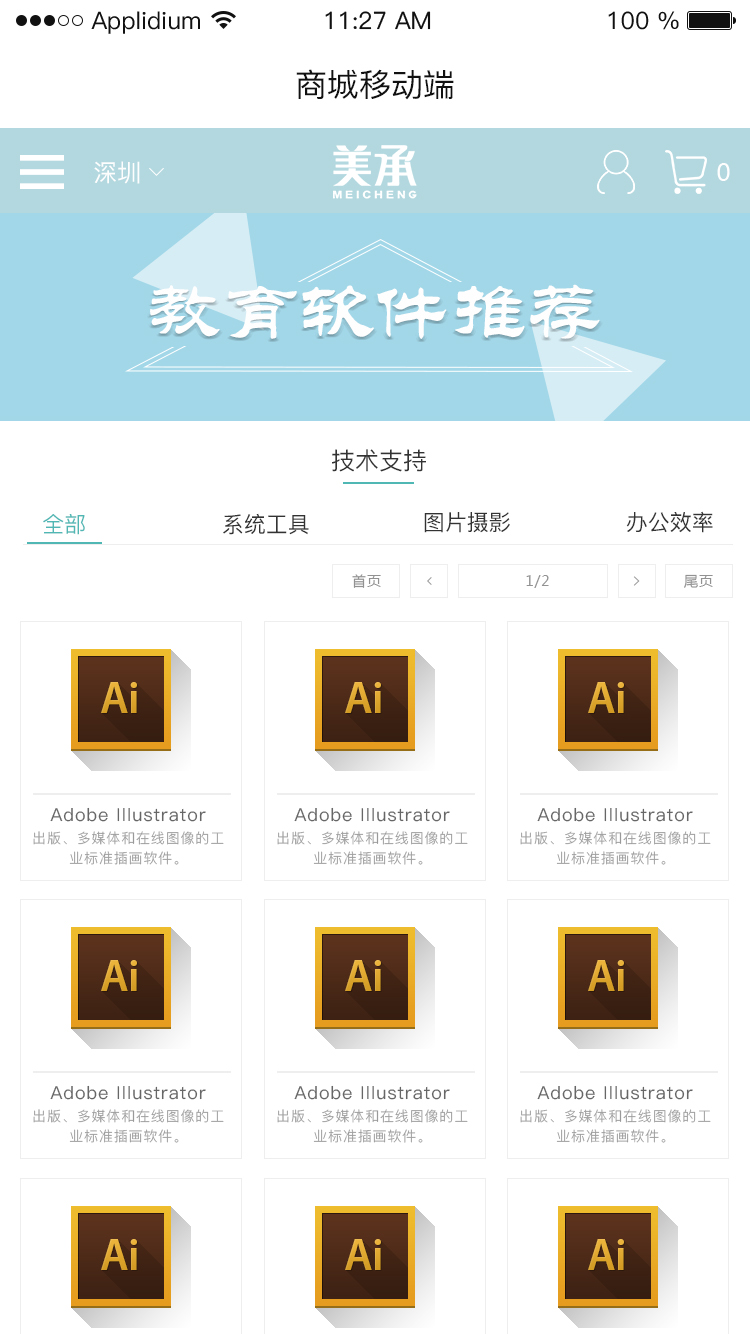 Applidium 11:27 AM 100 %
商城移动端
深圳 美承 0
MEICHENG
教育软件推荐
技术支持
全部 系统工具 图片摄影 办公效率
首页 < 1/2 > 尾页
Ai Ai Ai
Adobe Illustrator Adobe Illustrator Adobe Illustrator
出版、多媒体和在线图像的工 出版、多媒体和在线图像的工 出版、多媒体和在线图像的工
业标准插画软件。 业标准插画软件。 业标准插画软件。
Ai Ai Ai
Adobe Illustrator Adobe Illustrator Adobe Illustrator
出版、多媒体和在线图像的工 出版、多媒体和在线图像的工 出版、多媒体和在线图像的工
业标准插画软件。 业标准插画软件。 业标准插画软件。
Ai Ai Ai